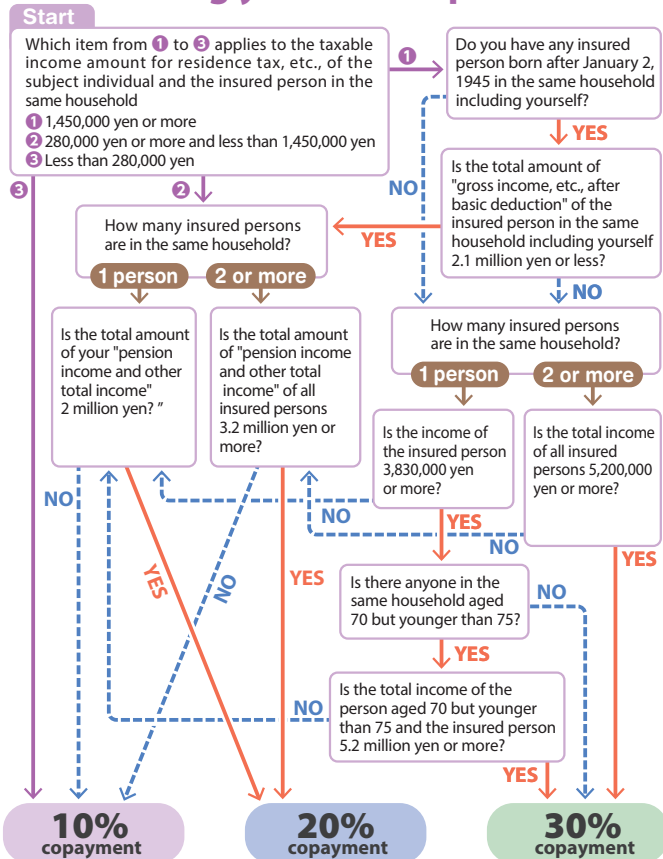 Start
Which item from ❶ to ❸ applies to the taxable
income amount for residence tax, etc., of the
subject individual and the insured person in the
same household
❶ 1,450,000 yen or more
❷ 280,000 yen or more and less than 1,450,000 yen
❸ Less than 280,000 yen
❶
Do you have any insured
person born after January 2,
1945 in the same household
including yourself?
YES
NO
❸
❷
Is the total amount of
"gross income, etc., after
basic deduction" of the
insured person in the same
household including yourself
2.1 million yen or less?
YES
NO
How many insured persons
are in the same household?
1 person
2 or more
How many insured persons
are in the same household?
1 person
2 or more
Is the total amount
of your "pension
income and other
total income"
2 million yen? ”
Is the total amount
of "pension income
and other total
income" of all
insured persons
3.2 million yen or
more?
Is the income of
the insured person
3,830,000 yen
or more?
Is the total income
of all insured
persons 5,200,000
yen or more?
NO
NO
YES
NO
YES
YES
NO
YES
Is there anyone in the
same household aged
70 but younger than 75?
NO
YES
Is the total income of the
person aged 70 but younger
than 75 and the insured person
5.2 million yen or more?
NO
YES
10%
copayment
20%
copayment
30%
copayment